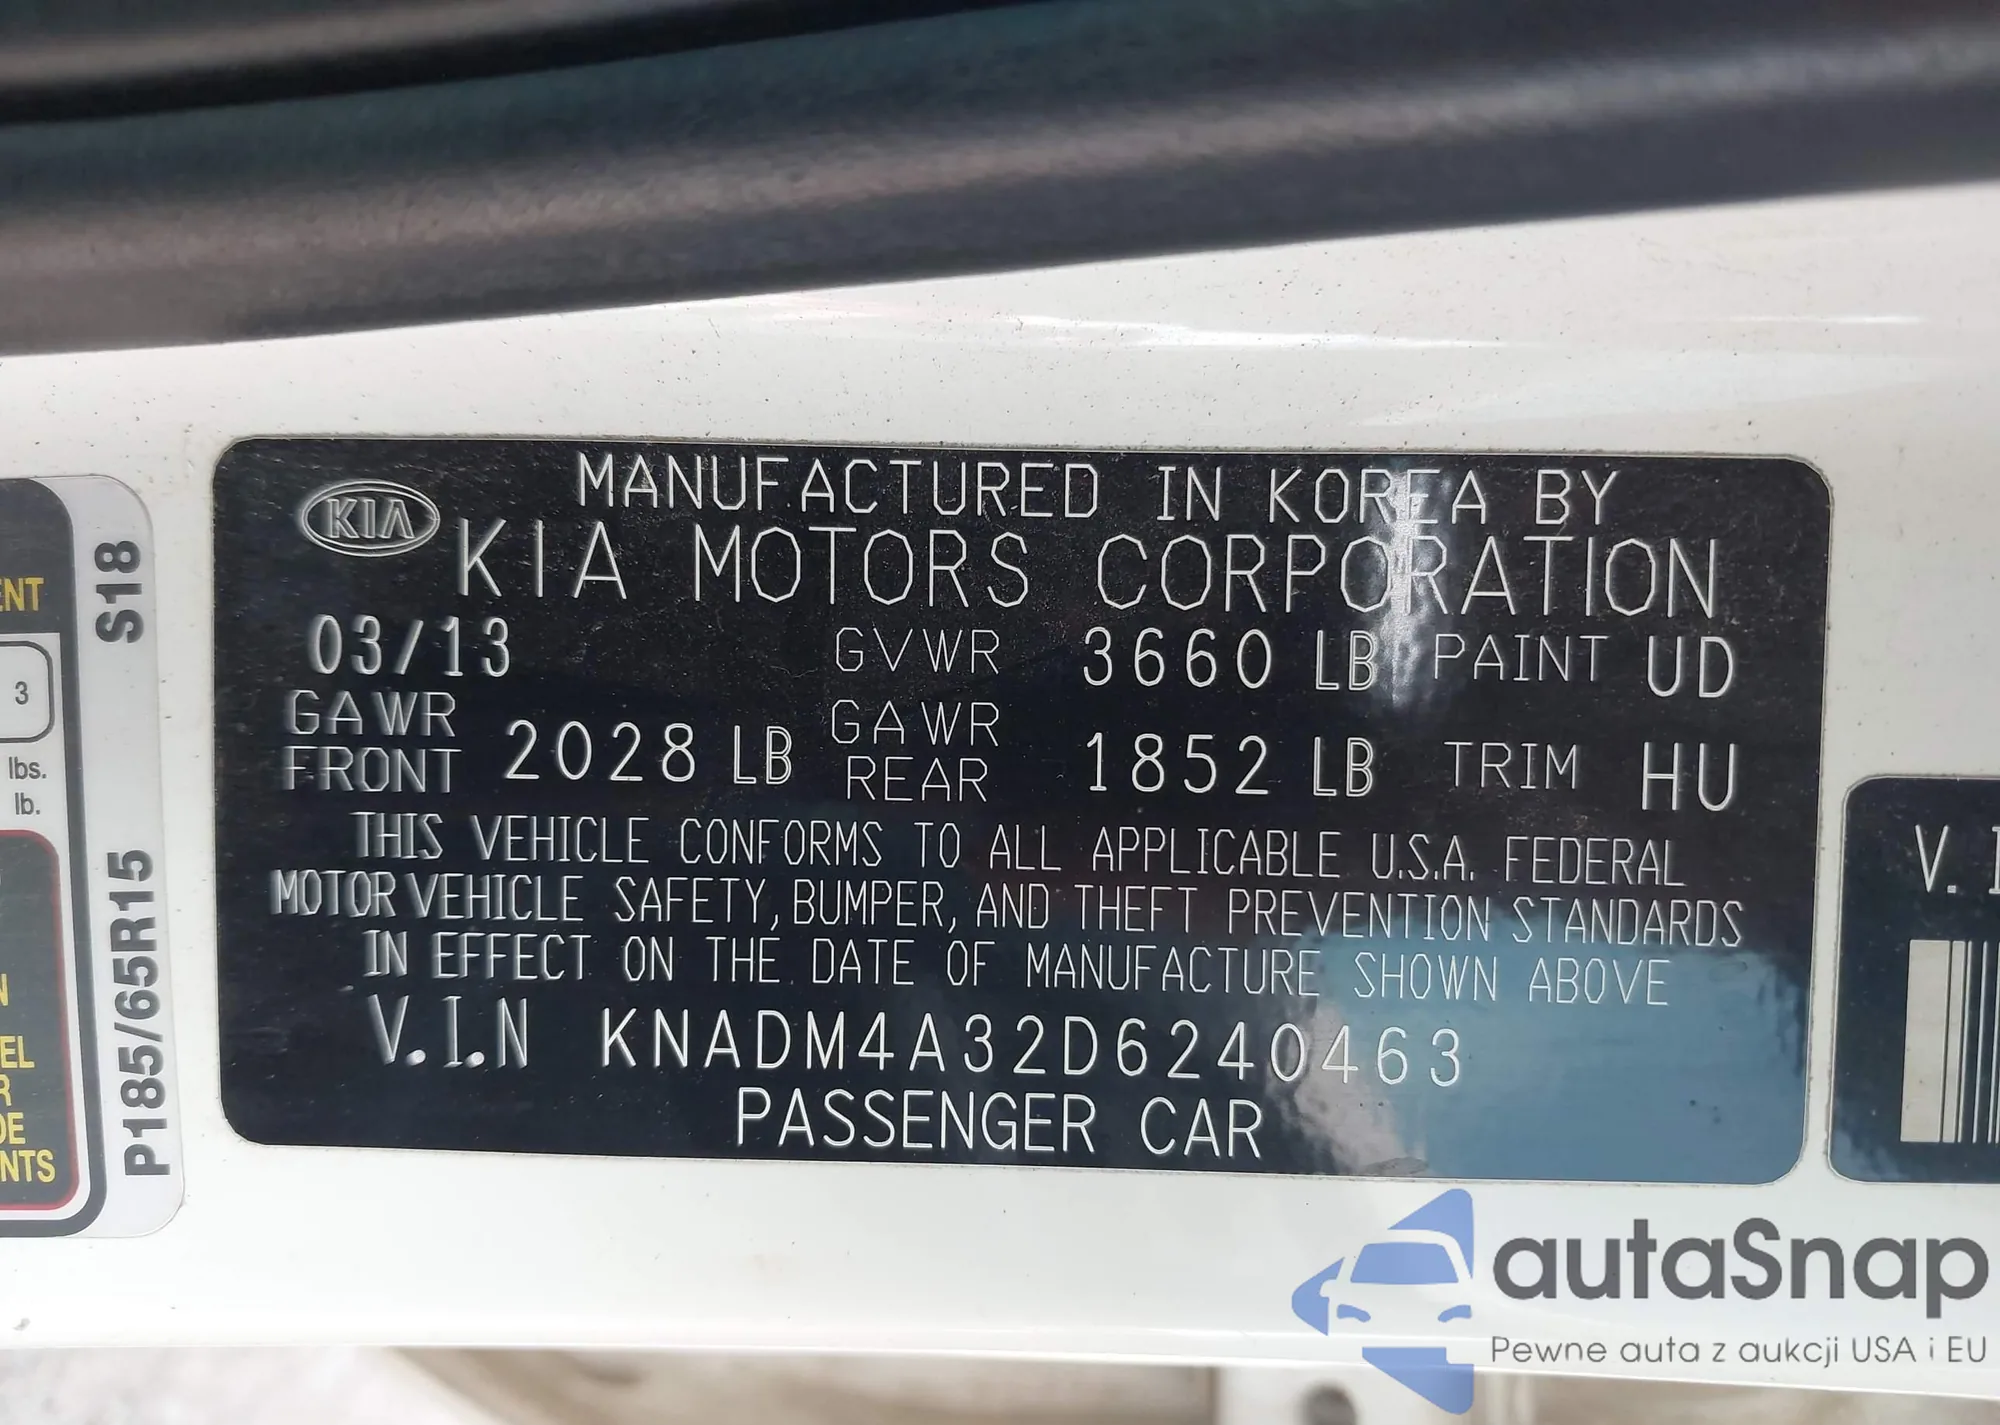 KIA
MANUFACTURED IN KOREA BY
KIA MOTORS CORPORATION
03/13 GVWR 3660 LB PAINT UD
GAWR FRONT 2028 LB GAWR REAR 1852 LB TRIM HU
THIS VEHICLE CONFORMS TO ALL APPLICABLE U.S.A. FEDERAL
MOTOR VEHICLE SAFETY, BUMPER, AND THEFT PREVENTION STANDARDS
IN EFFECT ON THE DATE OF MANUFACTURE SHOWN ABOVE
V.I.N KNADM4A32D6240463
PASSENGER CAR
3
lbs.
lb.
NTS
P185/65R15 S18
V.I
autaSnap
Pewne auta z aukcji USA i EU